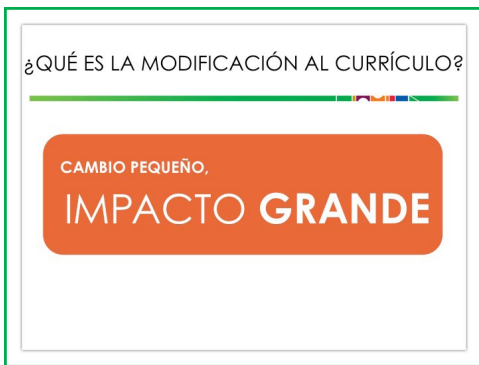 ¿QUÉ ES LA MODIFICACIÓN AL CURRÍCULO?
CAMBIO PEQUEÑO,
IMPACTO GRANDE